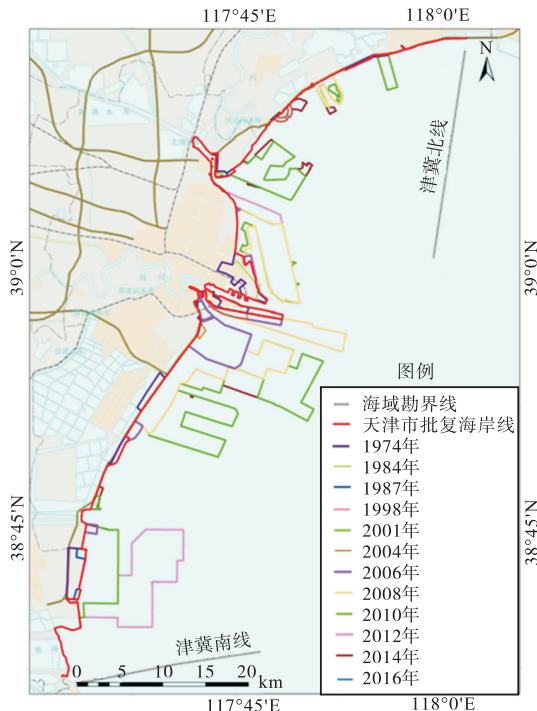 117°45'E
118°0'E
N
津冀北线
39°0'N
39°0'N
图例
海域勘界线
天津市批复海岸线
1974年
1984年
1987年
1998年
2001年
2004年
2006年
2008年
2010年
2012年
2014年
2016年
38°45'N
38°45'N
津冀南线
0 5 10 15 20
km
117°45'E
118°0'E